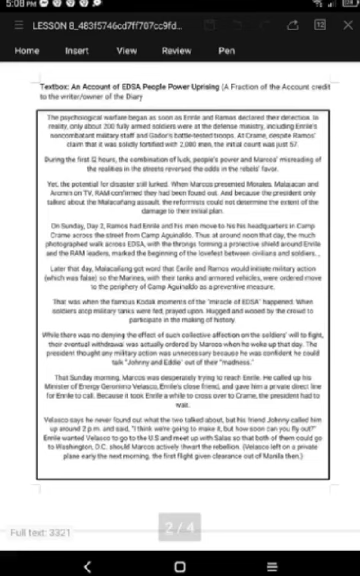 5:08 PM
LESSON 8_483f5746cd7ff707cc9fd...
Home Insert View Review Pen
Textbox: An Account of EDSA People Power Uprising (A Fraction of the Account credit
to the writer/owner of the Diary
The psychological warfare began as soon as Enrile and Ramos declared their defection. In
reality, only about 200 fully armed soldiers were at the defense ministry, including Enrile's
noncombatant military staff and Gador's battle-tested troops. At Crame, despite Ramos'
claim that it was solidly fortified with 2,000 men, the initial count was just 57.
During the first 12 hours, the combination of luck, people's power and Marcos' misreading of
the realities in the streets reversed the odds in the rebels' favor.
Yet, the potential for disaster still lurked. When Marcos presented Morales, Malajacan and
Aromin on TV, RAM confirmed they had been found out. And because the president only
talked about the Malacañang assault, the reformists could not determine the extent of the
damage to their initial plan.
On Sunday, Day 2, Ramos had Enrile and his men move to his headquarters in Camp
Crame across the street from Camp Aguinaldo. Thus at around noon that day, the much
photographed walk across EDSA, with the throngs forming a protective shield around Enrile
and the RAM leaders, marked the beginning of the lovefest between civilians and soldiers...
Later that day, Malacañang got word that Enrile and Ramos would initiate military action
(which was false) so the Marines, with their tanks and armored vehicles, were ordered move
to the periphery of Camp Aguinaldo as a preventive measure.
That was when the famous Kodak moments of the "miracle of EDSA" happened. When
soldiers atop military tanks were fed, prayed upon. Hugged and wooed by the crowd to
participate in the making of history.
While there was no denying the effect of such collective affection on the soldiers' will to fight,
their eventual withdrawal was actually ordered by Marcos when he woke up that day. The
president thought any military action was unnecessary because he was confident he could
talk "Johnny and Eddie' out of their "madness."
That Sunday morning, Marcos was desperately trying to reach Enrile. He called up his
Minister of Energy Geronimo Velasco, Enrile's close friend, and gave him a private direct line
for Enrile to call. Because it took Enrile a while to cross over to Crame, the president had to
wait.
Velasco says he never found out what the two talked about, but his friend Johnny called him
up around 2 p.m. and said, "I think we're going to make it, but how soon can you fly out?"
Enrile wanted Velasco to go to the U.S and meet up with Salas so that both of them could go
to Washington, D.C. should Marcos actively thwart the rebellion. (Velasco left on a private
plane early the next morning, the first flight given clearance out of Manila then.)
2 / 4
Full text: 3321